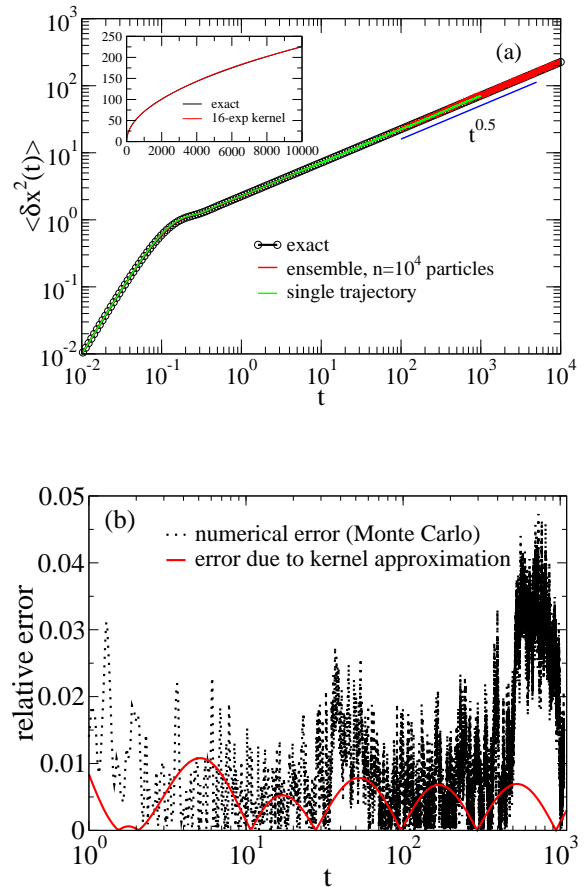 (a)
250
200
150
100
50
0
0 2000 4000 6000 8000 10000
exact
16-exp kernel
10³
10²
10¹
10⁰
10⁻¹
10⁻²
<δx²(t)>
t^0.5
exact
ensemble, n=10⁴ particles
single trajectory
10⁻² 10⁻¹ 10⁰ 10¹ 10² 10³ 10⁴
t
(b)
0.05
0.04
0.03
0.02
0.01
0
relative error
numerical error (Monte Carlo)
error due to kernel approximation
10⁰ 10¹ 10² 10³
t